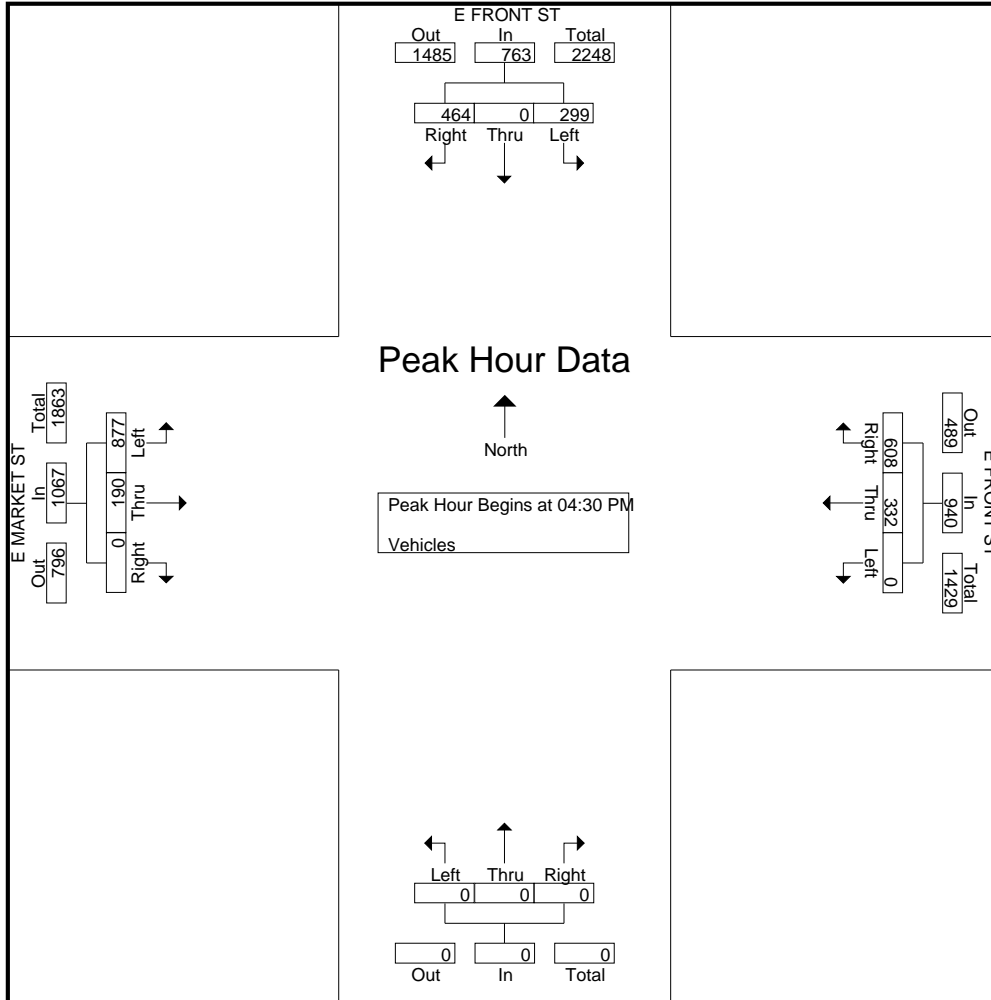 E FRONT ST
Out In Total
1485 763 2248
464 0 299
Right Thru Left
Peak Hour Data
North
Peak Hour Begins at 04:30 PM
Vehicles
E MARKET ST
Total In Out
1863 1067 796
877 190 0
Left Thru Right
E FRONT ST
Out In Total
489 940 1429
608 332 0
Right Thru Left
Left Thru Right
0 0 0
0 0 0
Out In Total